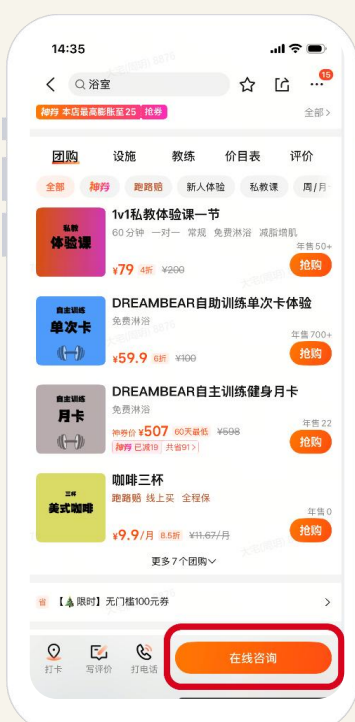 14:35
浴室
15
神券 本店最高膨胀至25 抢券
全部>
团购 设施 教练 价目表 评价
全部 神券 跑路赔 新人体验 私教课 周/月
私教
体验课
1v1私教体验课一节
60分钟 一对一 常规 免费淋浴 减脂增肌
年售50+
¥79 4折 ¥200
抢购
自主训练
单次卡
DREAMBEAR自助训练单次卡体验
免费淋浴
年售700+
¥59.9 6折 ¥100
抢购
自主训练
月卡
DREAMBEAR自主训练健身月卡
免费淋浴
年售22
神券价¥507 60天最低 ¥598
神券 已减19 共省91>
抢购
三杯
美式咖啡
咖啡三杯
跑路赔 线上买 全程保
年售0
¥9.9/月 8.5折 ¥11.67/月
抢购
更多7个团购
省 【🎄限时】无门槛100元券
打卡 写评价 打电话
在线咨询